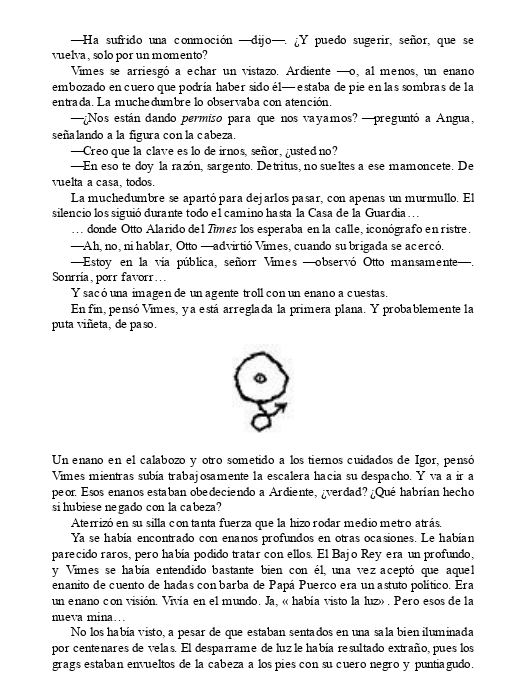 —Ha sufrido una conmoción —dijo—. ¿Y puedo sugerir, señor, que se
vuelva, solo por un momento?
Vimes se arriesgó a echar un vistazo. Ardiente —o, al menos, un enano
embozado en cuero que podría haber sido él— estaba de pie en las sombras de la
entrada. La muchedumbre lo observaba con atención.
—¿Nos están dando permiso para que nos vayamos? —preguntó a Angua,
señalando a la figura con la cabeza.
—Creo que la clave es lo de irnos, señor, ¿usted no?
—En eso te doy la razón, sargento. Detritus, no sueltes a ese mamoncete. De
vuelta a casa, todos.
La muchedumbre se apartó para dejarlos pasar, con apenas un murmullo. El
silencio los siguió durante todo el camino hasta la Casa de la Guardia…
… donde Otto Alarido del Times los esperaba en la calle, iconógrafo en ristre.
—Ah, no, ni hablar, Otto —advirtió Vimes, cuando su brigada se acercó.
—Estoy en la vía pública, señorr Vimes —observó Otto mansamente—.
Sonrría, porr favorr…
Y sacó una imagen de un agente troll con un enano a cuestas.
En fin, pensó Vimes, ya está arreglada la primera plana. Y probablemente la
puta viñeta, de paso.
Un enano en el calabozo y otro sometido a los tiernos cuidados de Igor, pensó
Vimes mientras subía trabajosamente la escalera hacia su despacho. Y va a ir a
peor. Esos enanos estaban obedeciendo a Ardiente, ¿verdad? ¿Qué habrían hecho
si hubiese negado con la cabeza?
Aterrizó en su silla con tanta fuerza que la hizo rodar medio metro atrás.
Ya se había encontrado con enanos profundos en otras ocasiones. Le habían
parecido raros, pero había podido tratar con ellos. El Bajo Rey era un profundo,
y Vimes se había entendido bastante bien con él, una vez aceptó que aquel
enanito de cuento de hadas con barba de Papá Puerco era un astuto político. Era
un enano con visión. Vivía en el mundo. Ja, « había visto la luz» . Pero esos de la
nueva mina…
No los había visto, a pesar de que estaban sentados en una sala bien iluminada
por centenares de velas. El desparrame de luz le había resultado extraño, pues los
grags estaban envueltos de la cabeza a los pies con su cuero negro y puntiagudo.